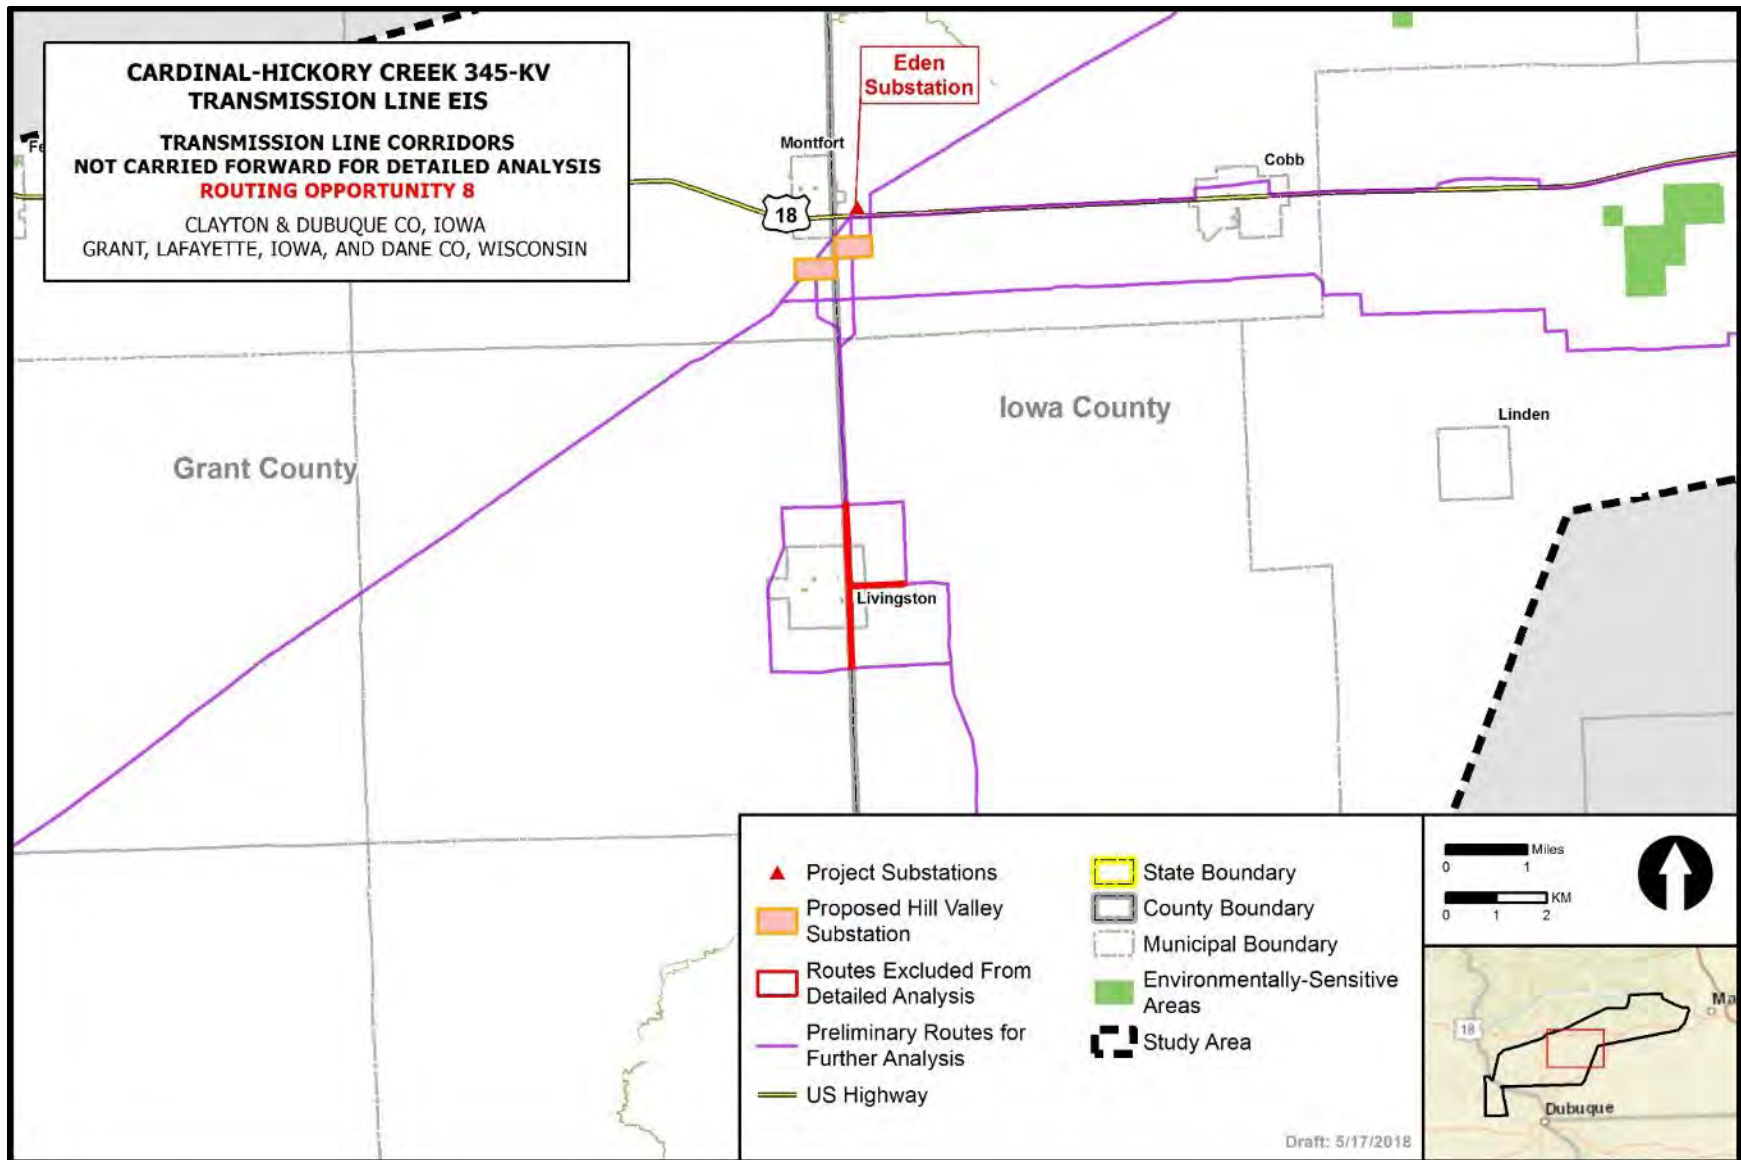 CARDINAL-HICKORY CREEK 345-KV
TRANSMISSION LINE EIS
TRANSMISSION LINE CORRIDORS
NOT CARRIED FORWARD FOR DETAILED ANALYSIS
ROUTING OPPORTUNITY 8
CLAYTON & DUBUQUE CO, IOWA
GRANT, LAFAYETTE, IOWA, AND DANE CO, WISCONSIN
Eden
Substation
Montfort
Cobb
18
Iowa County
Linden
Grant County
Livingston
Project Substations
Proposed Hill Valley
Substation
Routes Excluded From
Detailed Analysis
Preliminary Routes for
Further Analysis
US Highway
State Boundary
County Boundary
Municipal Boundary
Environmentally-Sensitive
Areas
Study Area
Draft: 5/17/2018
Miles
0 1
KM
0 1 2
18
Ma
Dubuque